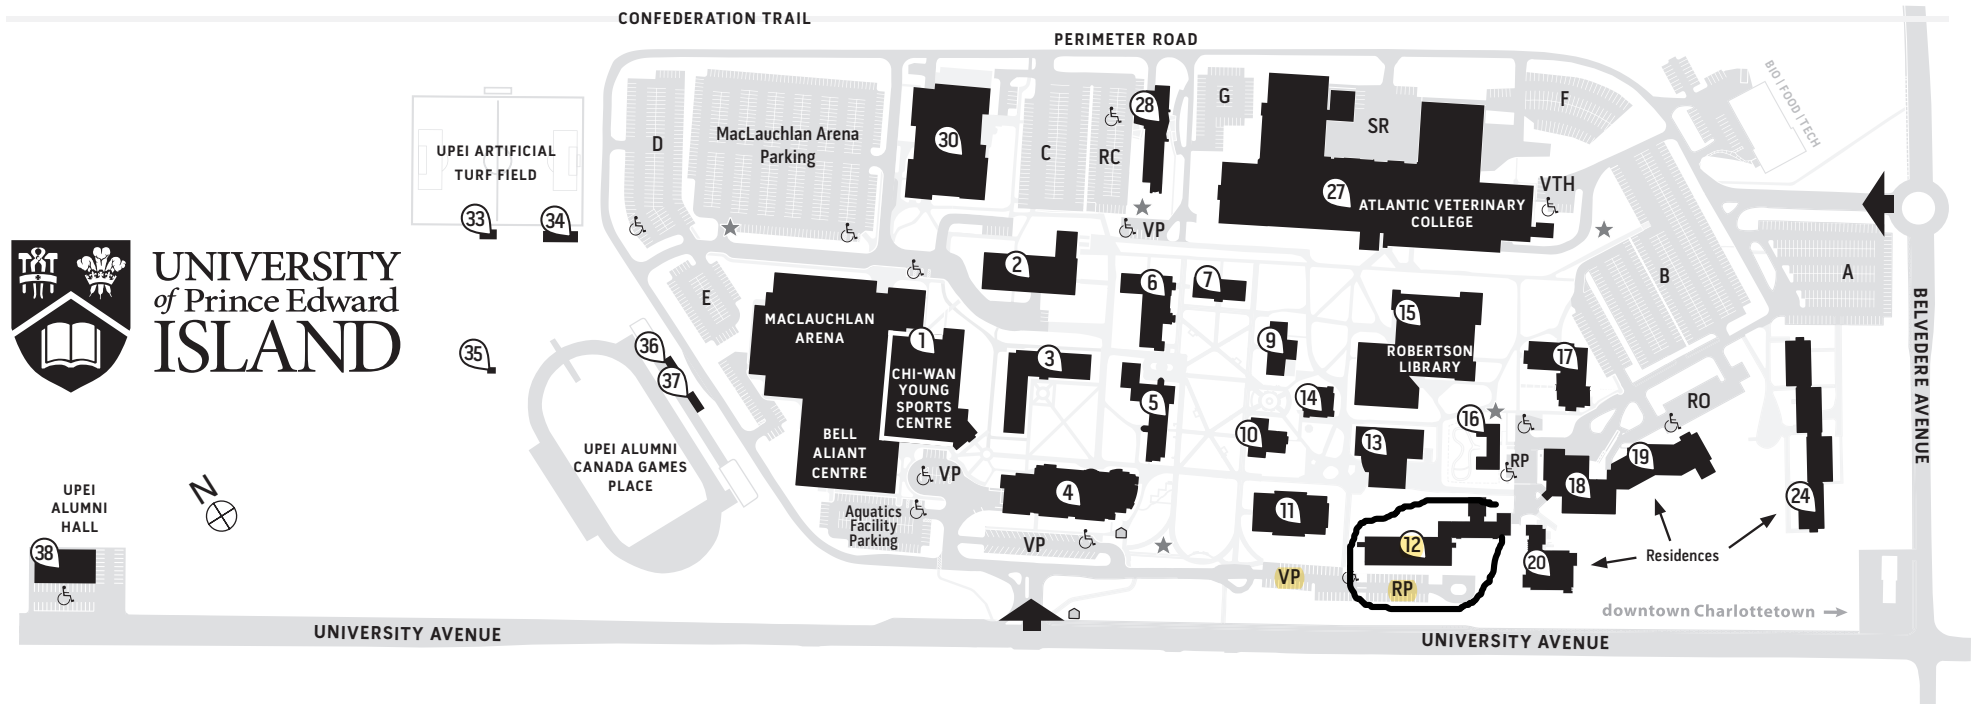 CONFEDERATION TRAIL
PERIMETER ROAD
BIO | FOOD | TECH
UPEI ARTIFICIAL
TURF FIELD
33
34
D
MacLauchlan Arena
Parking
30
C
RC
28
G
SR
F
27
ATLANTIC VETERINARY
COLLEGE
VTH
VP
UNIVERSITY
of Prince Edward
ISLAND
E
2
6
7
15
ROBERTSON
LIBRARY
B
A
BELVEDERE AVENUE
MACLAUCHLAN
ARENA
1
CHI-WAN
YOUNG
SPORTS
CENTRE
BELL
ALIANT
CENTRE
35
36
37
3
5
9
14
10
13
16
17
RO
UPEI ALUMNI
CANADA GAMES
PLACE
N
VP
4
11
RP
18
19
24
UPEI
ALUMNI
HALL
38
Aquatics
Facility
Parking
VP
12
20
Residences
VP
RP
downtown Charlottetown
UNIVERSITY AVENUE
UNIVERSITY AVENUE